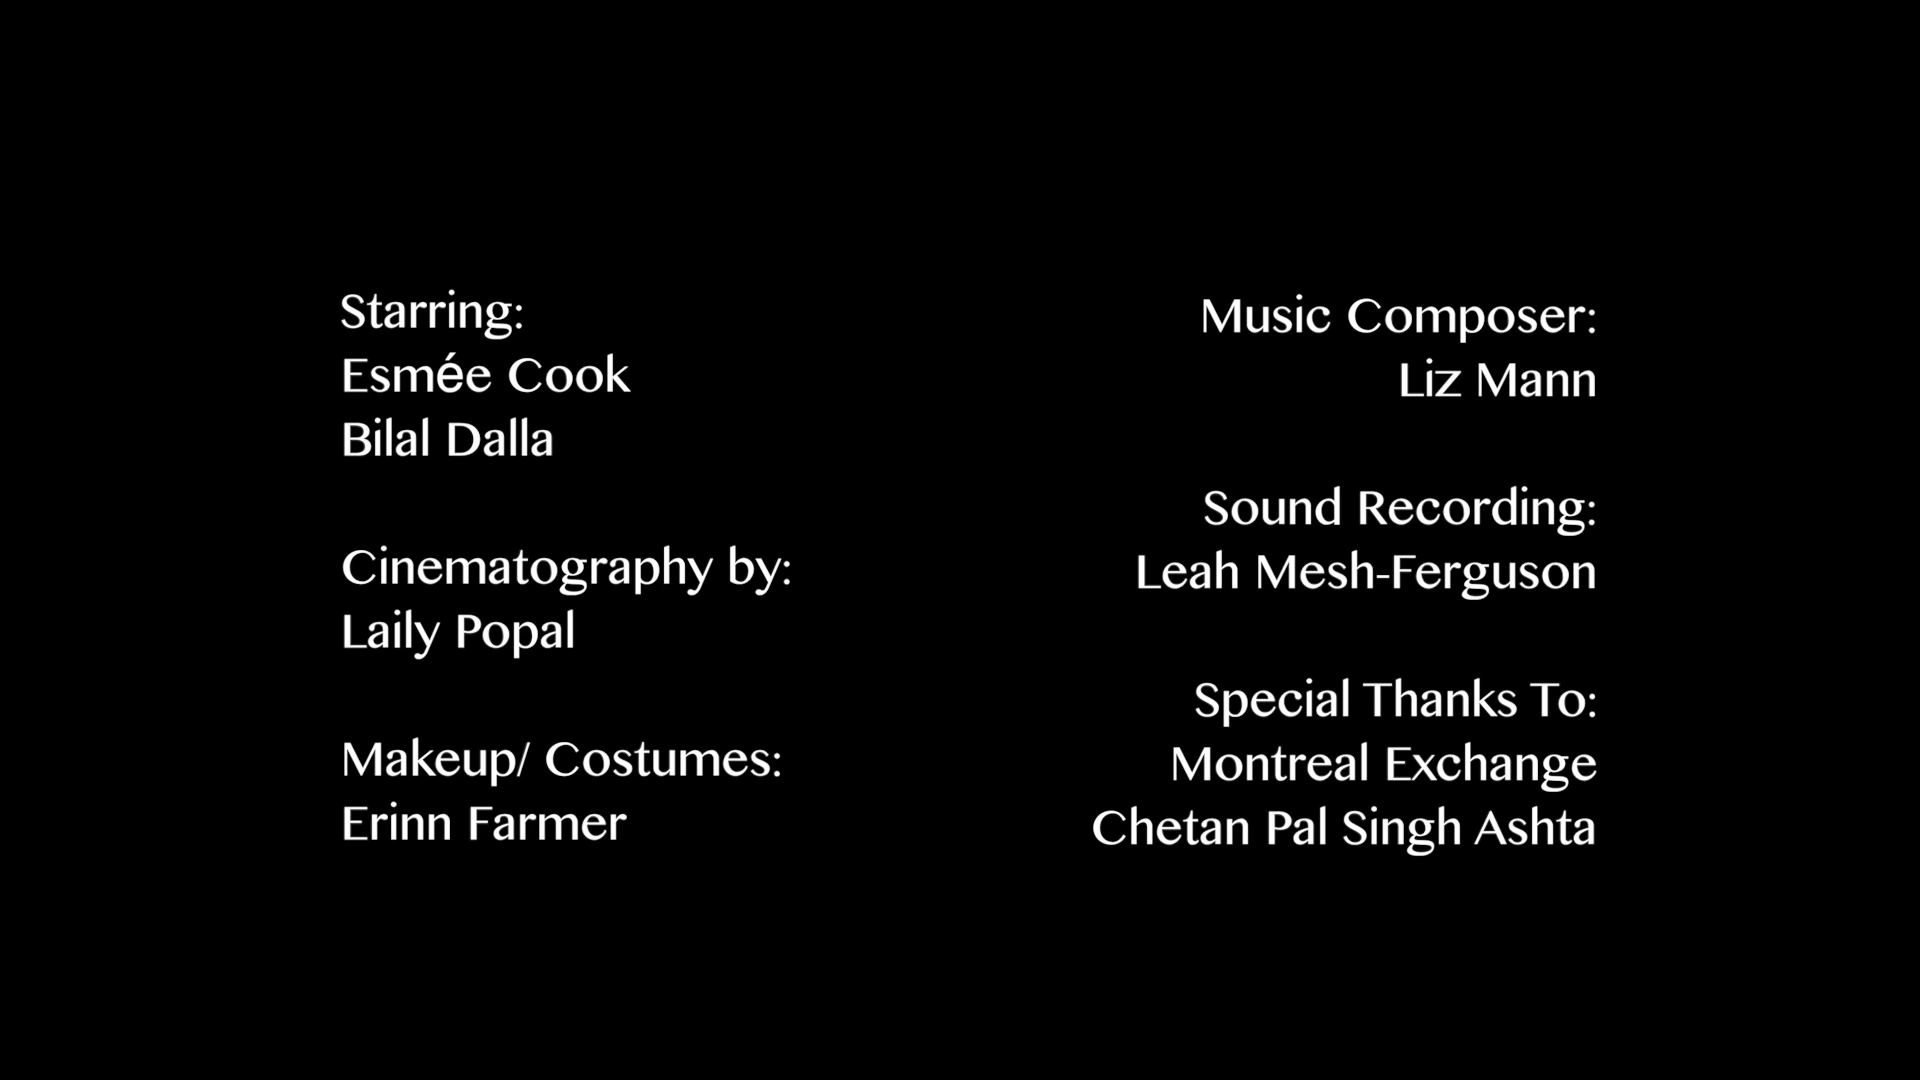 Starring:
Esmée Cook
Bilal Dalla
Cinematography by:
Laily Popal
Makeup/ Costumes:
Erinn Farmer
Music Composer:
Liz Mann
Sound Recording:
Leah Mesh-Ferguson
Special Thanks To:
Montreal Exchange
Chetan Pal Singh Ashta